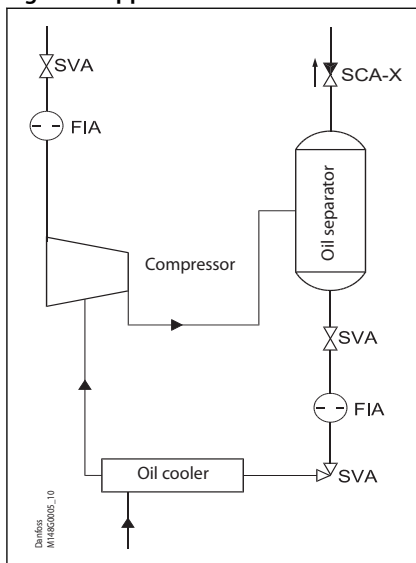 SVA
SCA-X
FIA
Oil separator
Compressor
SVA
FIA
Oil cooler
SVA
Danfoss
M148G0005_10